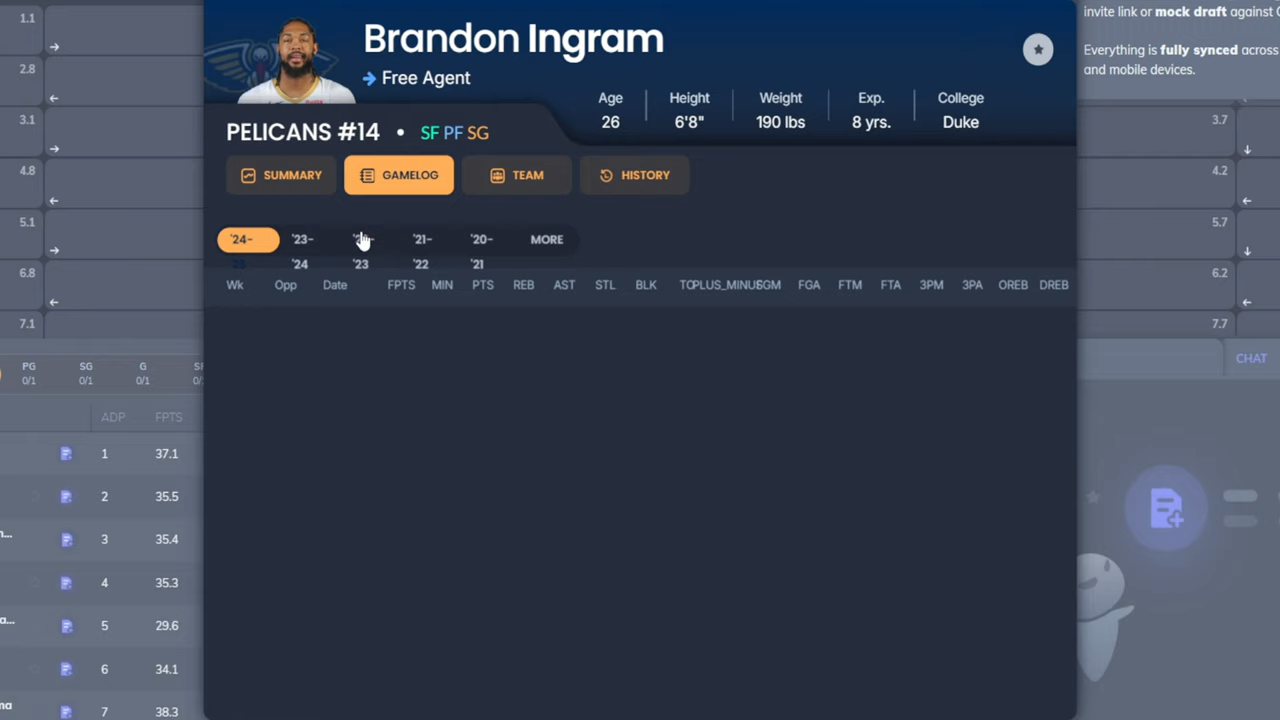 1.1
2.8
3.1
4.8
5.1
6.8
7.1
invite link or mock draft against
Everything is fully synced across
and mobile devices.
3.7
4.2
5.7
6.2
7.7
Brandon Ingram
Free Agent
Age Height Weight Exp. College
26 6'8" 190 lbs 8 yrs. Duke
PELICANS #14 • SF PF SG
SUMMARY GAMELOG TEAM HISTORY
'24- '23- '21- '20- MORE
'24 '23 '22 '21
Wk Opp Date FPTS MIN PTS REB AST STL BLK TO PLUS_MINUS FGM FGA FTM FTA 3PM 3PA OREB DREB
PG SG G
0/1 0/1 0/1
CHAT
ADP FPTS
1 37.1
2 35.5
3 35.4
4 35.3
5 29.6
6 34.1
7 38.3